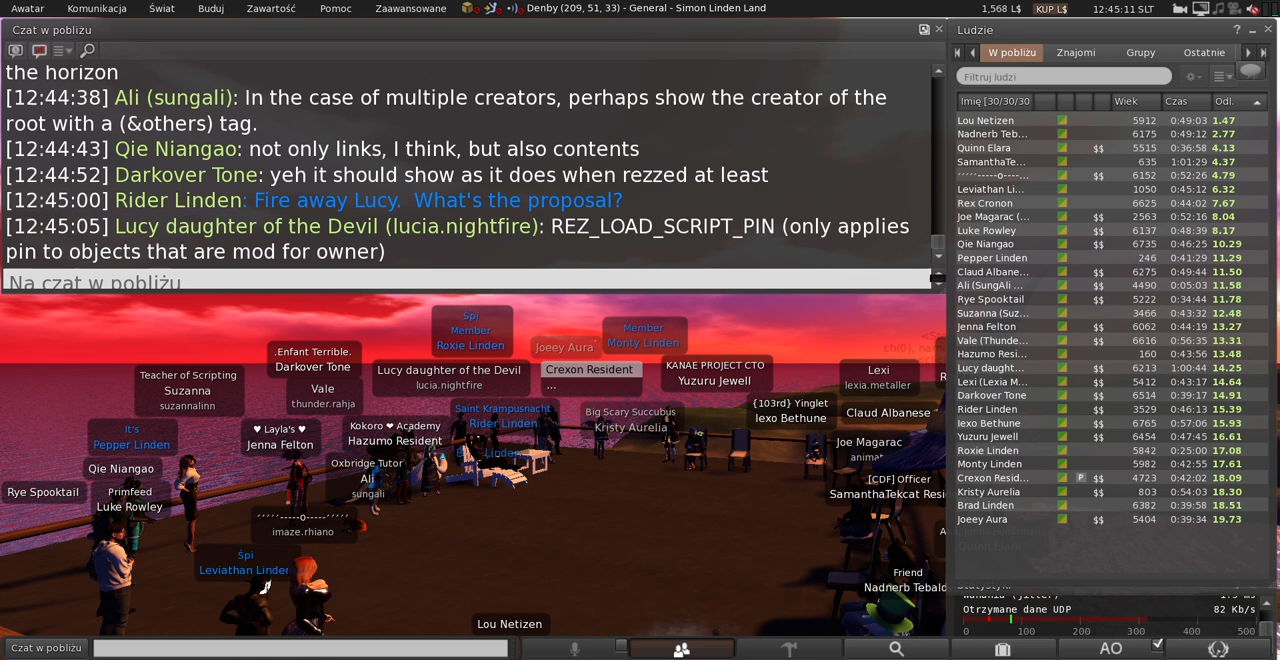 Awatar Komunikacja Świat Buduj Zawartość Pomoc Zaawansowane Denby (209, 51, 33) - General - Simon Linden Land 1,568 L$ KUP L$ 12:45:11 SLT
Czat w pobliżu
the horizon
[12:44:38] Ali (sungali): In the case of multiple creators, perhaps show the creator of the
root with a (&others) tag.
[12:44:43] Qie Niangao: not only links, I think, but also contents
[12:44:52] Darkover Tone: yeh it should show as it does when rezzed at least
[12:45:00] Rider Linden: Fire away Lucy.  What's the proposal?
[12:45:05] Lucy daughter of the Devil (lucia.nightfire): REZ_LOAD_SCRIPT_PIN (only applies
pin to objects that are mod for owner)
Na czat w pobliżu
Śpi
Member
Roxie Linden
Member
Monty Linden
Joeey Aura
.Enfant Terrible.
Darkover Tone
Lucy daughter of the Devil
lucia.nightfire
Crexon Resident
...
KANAE PROJECT CTO
Yuzuru Jewell
Lexi
lexia.metaller
Teacher of Scripting
Suzanna
suzannalinn
Vale
thunder.rahja
Saint Krampusnacht
Rider Linden
Big Scary Succubus
Kristy Aurelia
{103rd} Yinglet
Iexo Bethune
Claud Albanese
It's
Pepper Linden
♥ Layla's ♥
Jenna Felton
Kokoro ❤ Academy
Hazumo Resident
Joe Magarac
animat
Qie Niangao
Oxbridge Tutor
Ali
sungali
[CDF] Officer
SamanthaTekcat Resi
Rye Spooktail
Primfeed
Luke Rowley
′′′′′-----o-----′′′′′
imaze.rhiano
Śpi
Leviathan Linden
Friend
Nadnerb Tebald
Lou Netizen
Czat w pobliżu
Ludzie
W pobliżu Znajomi Grupy Ostatnie
Filtruj ludzi
Imię [30/30/30 Wiek Czas Odl.
Lou Netizen 5912 0:49:03 1.47
Nadnerb Teb... 6175 0:49:12 2.77
Quinn Elara $$ 5515 0:36:58 4.13
SamanthaTe... 635 1:01:29 4.37
′′′′′-----o----... $$ 6152 0:52:26 4.79
Leviathan Li... 1050 0:45:12 6.32
Rex Cronon 6625 0:44:02 7.67
Joe Magarac (... $$ 2563 0:52:16 8.04
Luke Rowley $$ 6137 0:48:39 8.17
Qie Niangao $$ 6735 0:46:25 10.29
Pepper Linden 246 0:41:29 11.29
Claud Albane... $$ 6275 0:49:44 11.50
Ali (SungAli ... $$ 4490 0:05:03 11.58
Rye Spooktail $$ 5222 0:34:44 11.78
Suzanna (Suz... 3466 0:43:32 12.48
Jenna Felton $$ 6062 0:44:19 13.27
Vale (Thunde... $$ 6616 0:56:35 13.31
Hazumo Resi... 160 0:43:56 13.48
Lucy daught... $$ 6213 1:00:44 14.25
Lexi (Lexia M... $$ 5412 0:43:17 14.64
Darkover Tone $$ 6514 0:39:17 14.91
Rider Linden 3529 0:46:13 15.39
Iexo Bethune $$ 6765 0:57:06 15.93
Yuzuru Jewell $$ 6454 0:47:45 16.61
Roxie Linden 5842 0:25:00 17.08
Monty Linden 5982 0:42:55 17.61
Crexon Resid... P $$ 4723 0:42:02 18.09
Kristy Aurelia $$ 803 0:54:03 18.30
Brad Linden 6382 0:39:58 18.51
Joeey Aura $$ 5404 0:39:34 19.73
Otrzymane dane UDP 82 Kb/s
0 100 200 300 400 500
AO